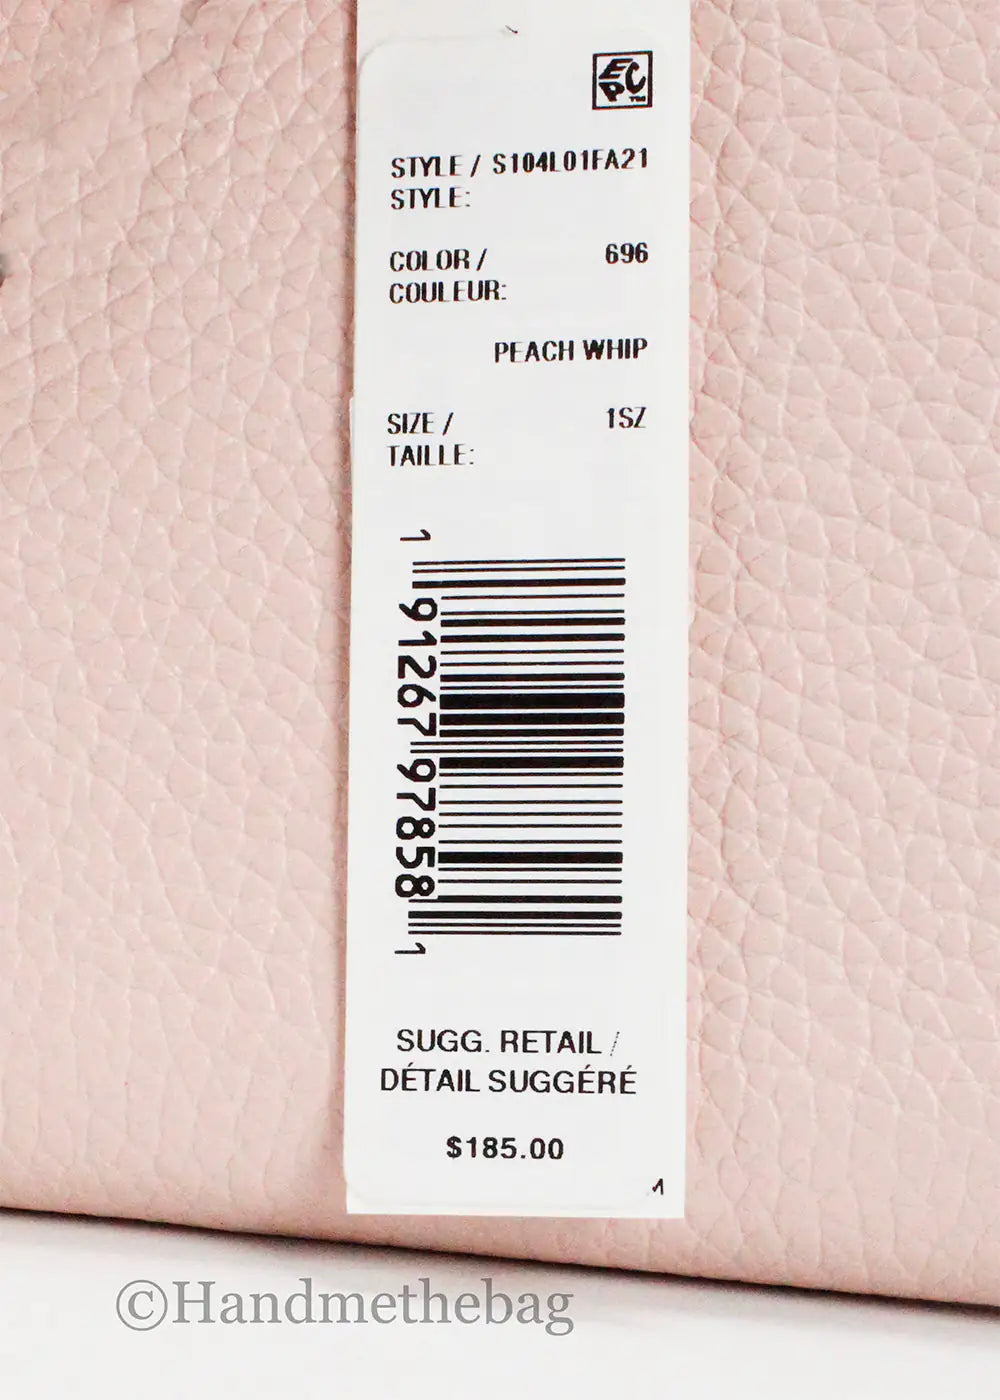 EPC™
STYLE / S104L01FA21
STYLE:
COLOR / 696
COULEUR:
PEACH WHIP
SIZE / 1SZ
TAILLE:
1 91267 97858 1
SUGG. RETAIL /
DÉTAIL SUGGÉRÉ
$185.00
©Handmethebag